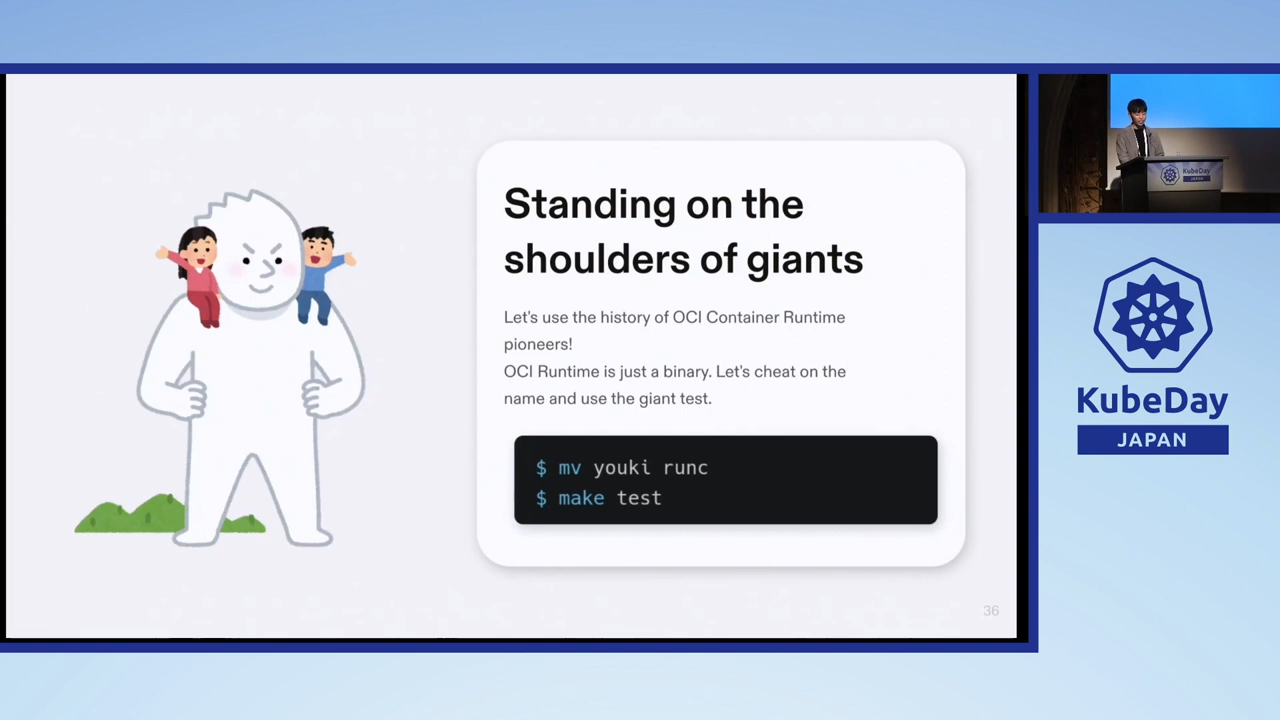 Standing on the
shoulders of giants
Let's use the history of OCI Container Runtime
pioneers!
OCI Runtime is just a binary. Let's cheat on the
name and use the giant test.
$ mv youki runc
$ make test
36
KubeDay
JAPAN
KubeDay
JAPAN